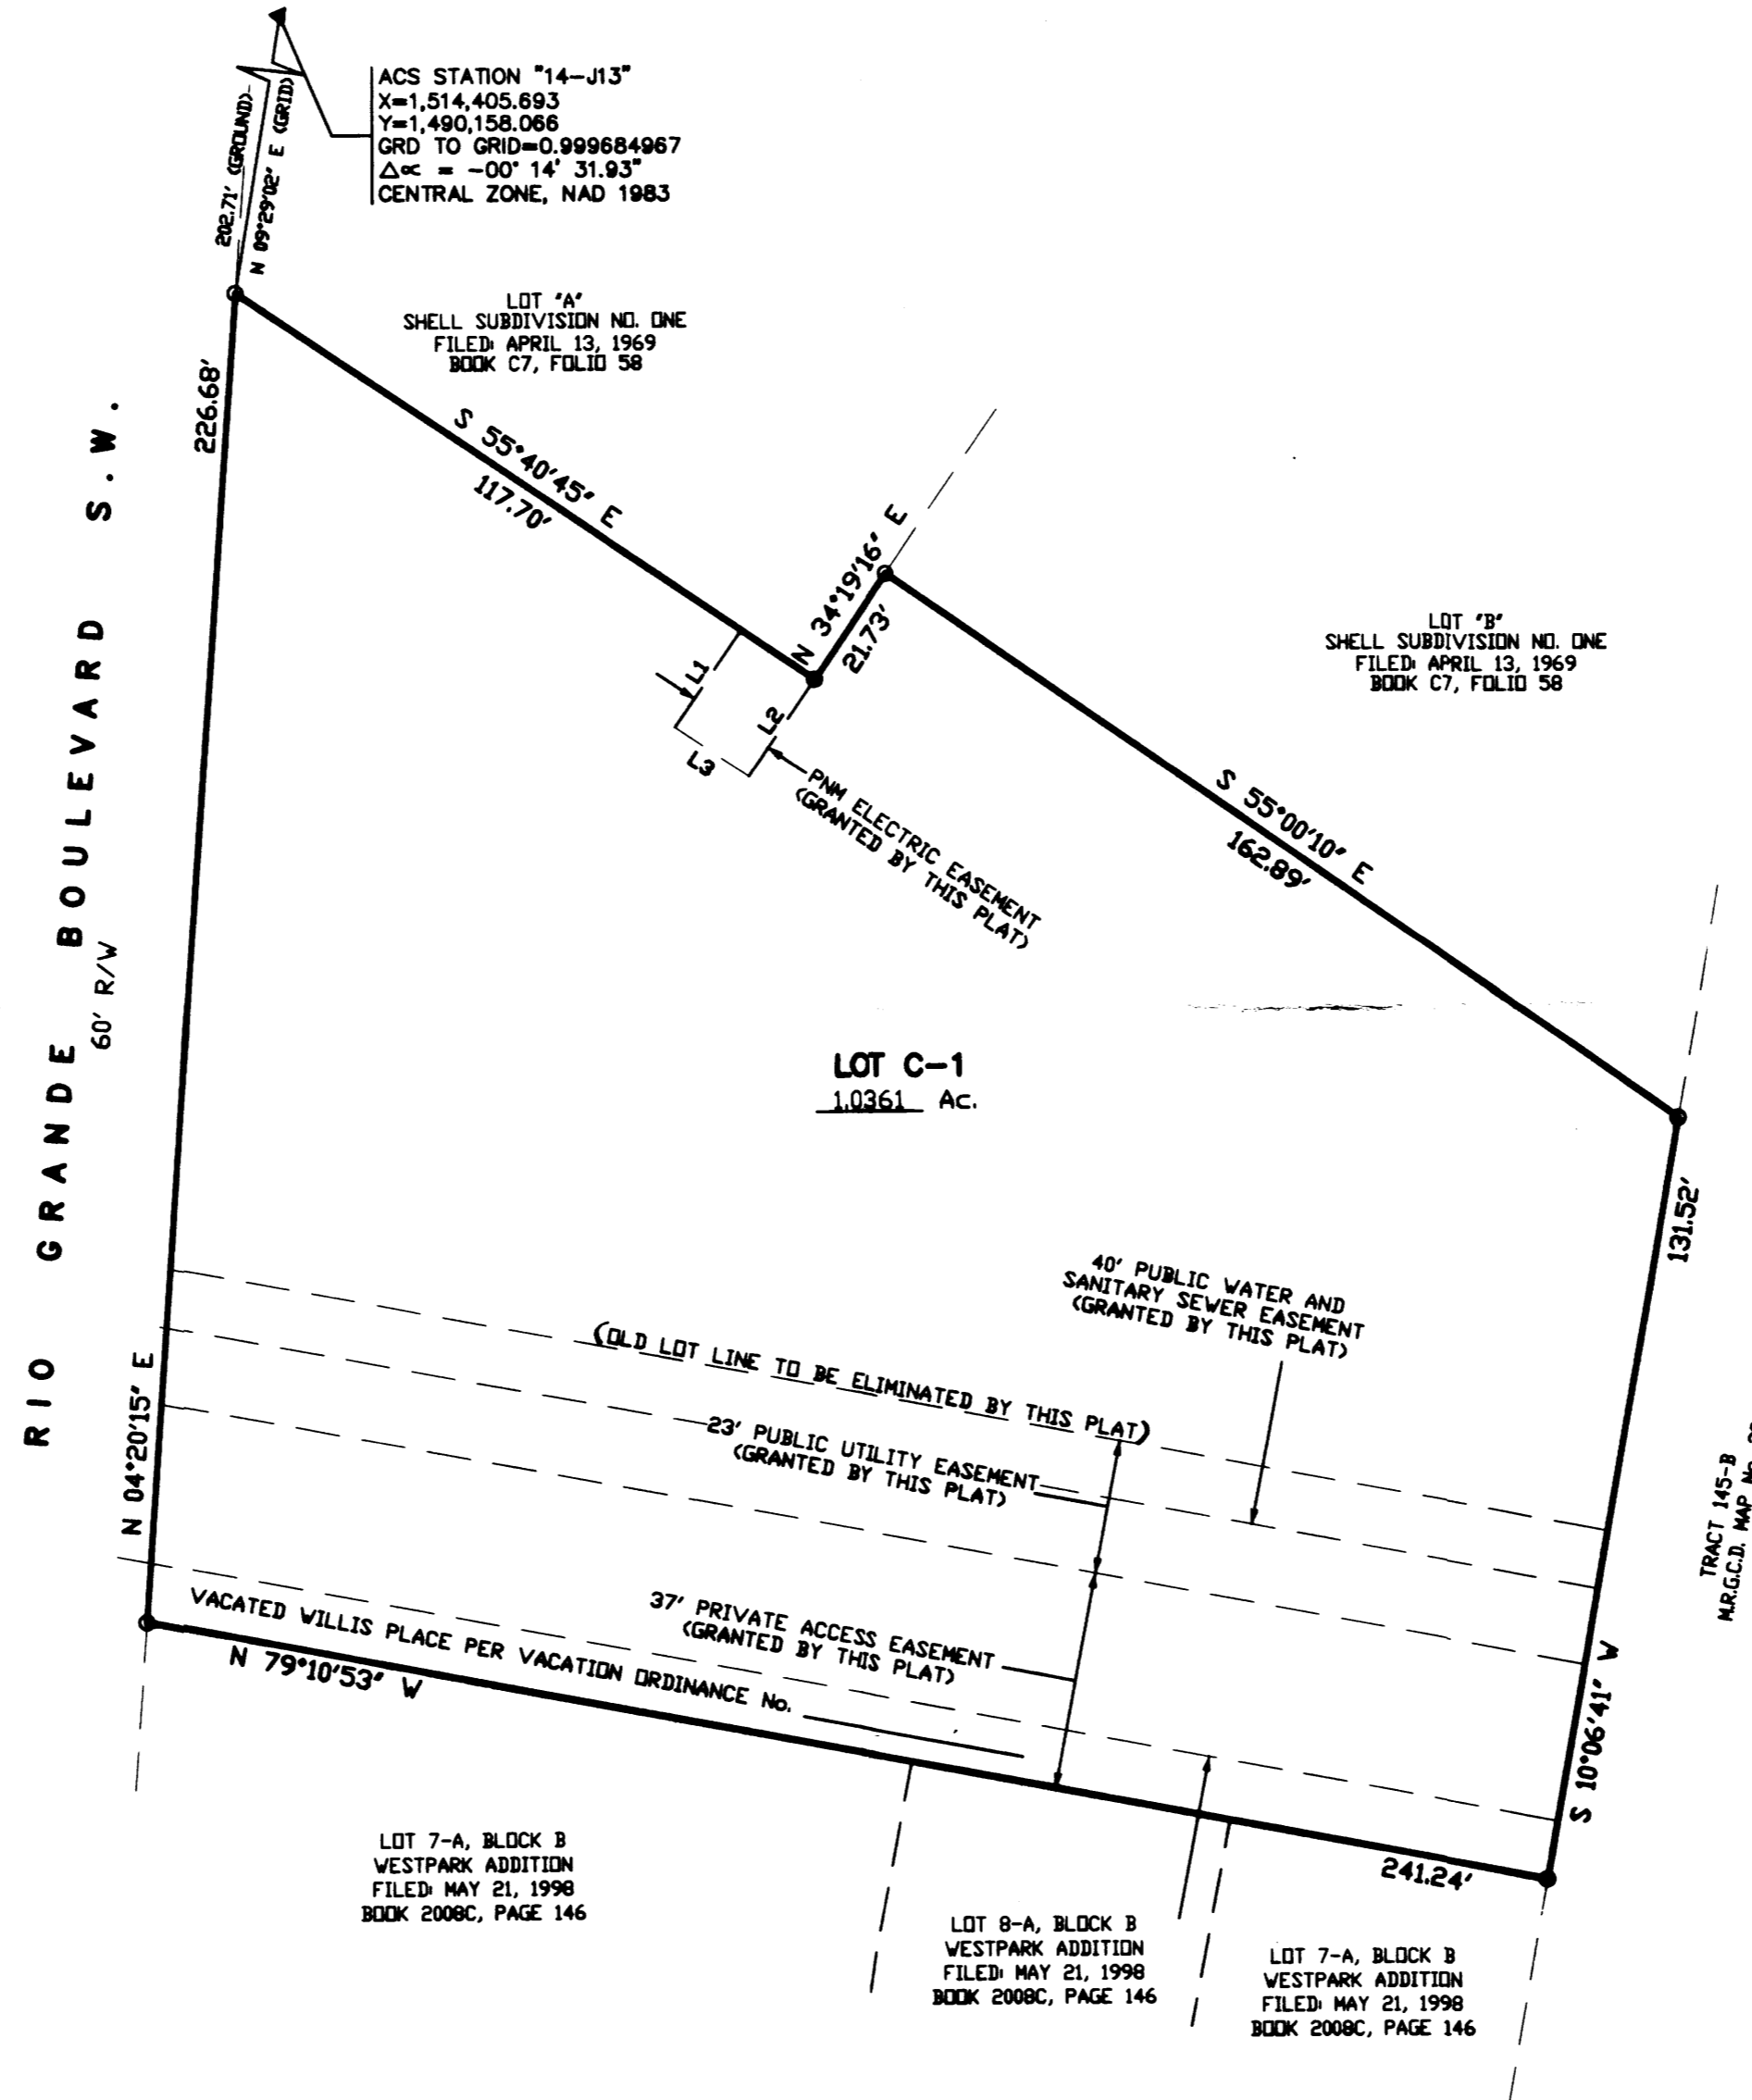 ACS STATION "14-J13"
X=1,514,405.693
Y=1,490,158.066
GRD TO GRID=0.999684967
△∝ = -00° 14' 31.93"
CENTRAL ZONE, NAD 1983
202.71' (GROUND)
N 09°29'02" E (GRID)
LOT "A"
SHELL SUBDIVISION NO. ONE
FILED: APRIL 13, 1969
BOOK C7, FOLIO 58
226.68'
S 55°40'45" E
117.70'
N 34°19'16" E
21.73'
LOT "B"
SHELL SUBDIVISION NO. ONE
FILED: APRIL 13, 1969
BOOK C7, FOLIO 58
L1
L2
L3
PNM ELECTRIC EASEMENT
(GRANTED BY THIS PLAT)
S 55°00'10" E
162.89'
RIO GRANDE BOULEVARD S.W.
60' R/W
LOT C-1
1.0361 Ac.
131.52'
40' PUBLIC WATER AND
SANITARY SEWER EASEMENT
(GRANTED BY THIS PLAT)
(OLD LOT LINE TO BE ELIMINATED BY THIS PLAT)
23' PUBLIC UTILITY EASEMENT
(GRANTED BY THIS PLAT)
N 04°20'15" E
TRACT 145-B
M.R.G.C.D. MAP No.
37' PRIVATE ACCESS EASEMENT
(GRANTED BY THIS PLAT)
VACATED WILLIS PLACE PER VACATION ORDINANCE No.
N 79°10'53" W
S 10°06'41" W
241.24'
LOT 7-A, BLOCK B
WESTPARK ADDITION
FILED: MAY 21, 1998
BOOK 2008C, PAGE 146
LOT 8-A, BLOCK B
WESTPARK ADDITION
FILED: MAY 21, 1998
BOOK 2008C, PAGE 146
LOT 7-A, BLOCK B
WESTPARK ADDITION
FILED: MAY 21, 1998
BOOK 2008C, PAGE 146